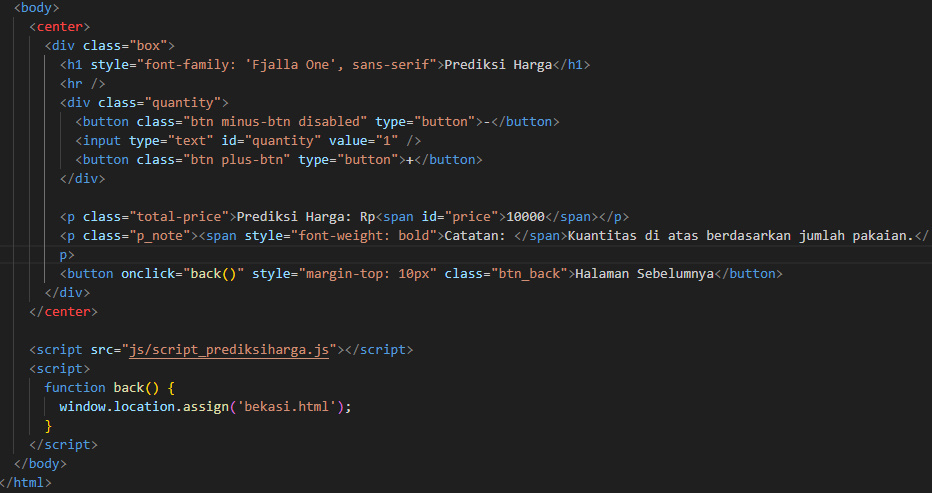 <body>
<center>
<div class="box">
<h1 style="font-family: 'Fjalla One', sans-serif">Prediksi Harga</h1>
<hr />
<div class="quantity">
<button class="btn minus-btn disabled" type="button">-</button>
<input type="text" id="quantity" value="1" />
<button class="btn plus-btn" type="button">+</button>
</div>
<p class="total-price">Prediksi Harga: Rp<span id="price">10000</span></p>
<p class="p_note"><span style="font-weight: bold">Catatan: </span>Kuantitas di atas berdasarkan jumlah pakaian.</
p>
<button onclick="back()" style="margin-top: 10px" class="btn_back">Halaman Sebelumnya</button>
</div>
</center>
<script src="js/script_prediksiharga.js"></script>
<script>
function back() {
window.location.assign('bekasi.html');
}
</script>
</body>
</html>